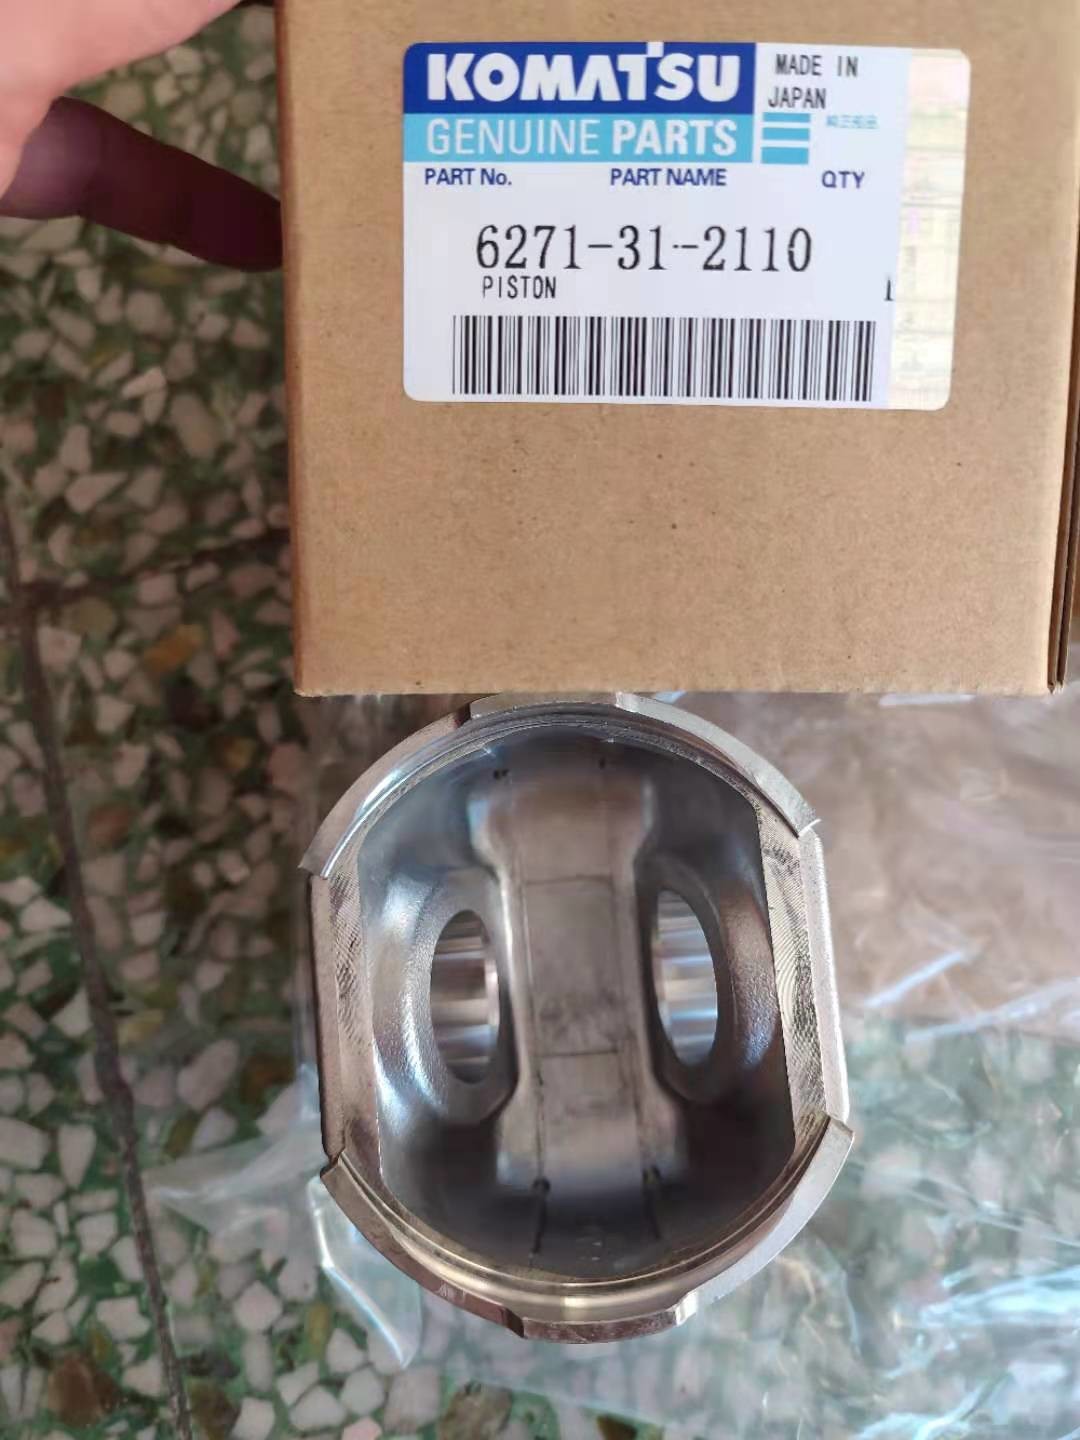 KOMATSU
GENUINE PARTS
MADE IN
JAPAN
PART No. PART NAME QTY
6271-31-2110
PISTON 1